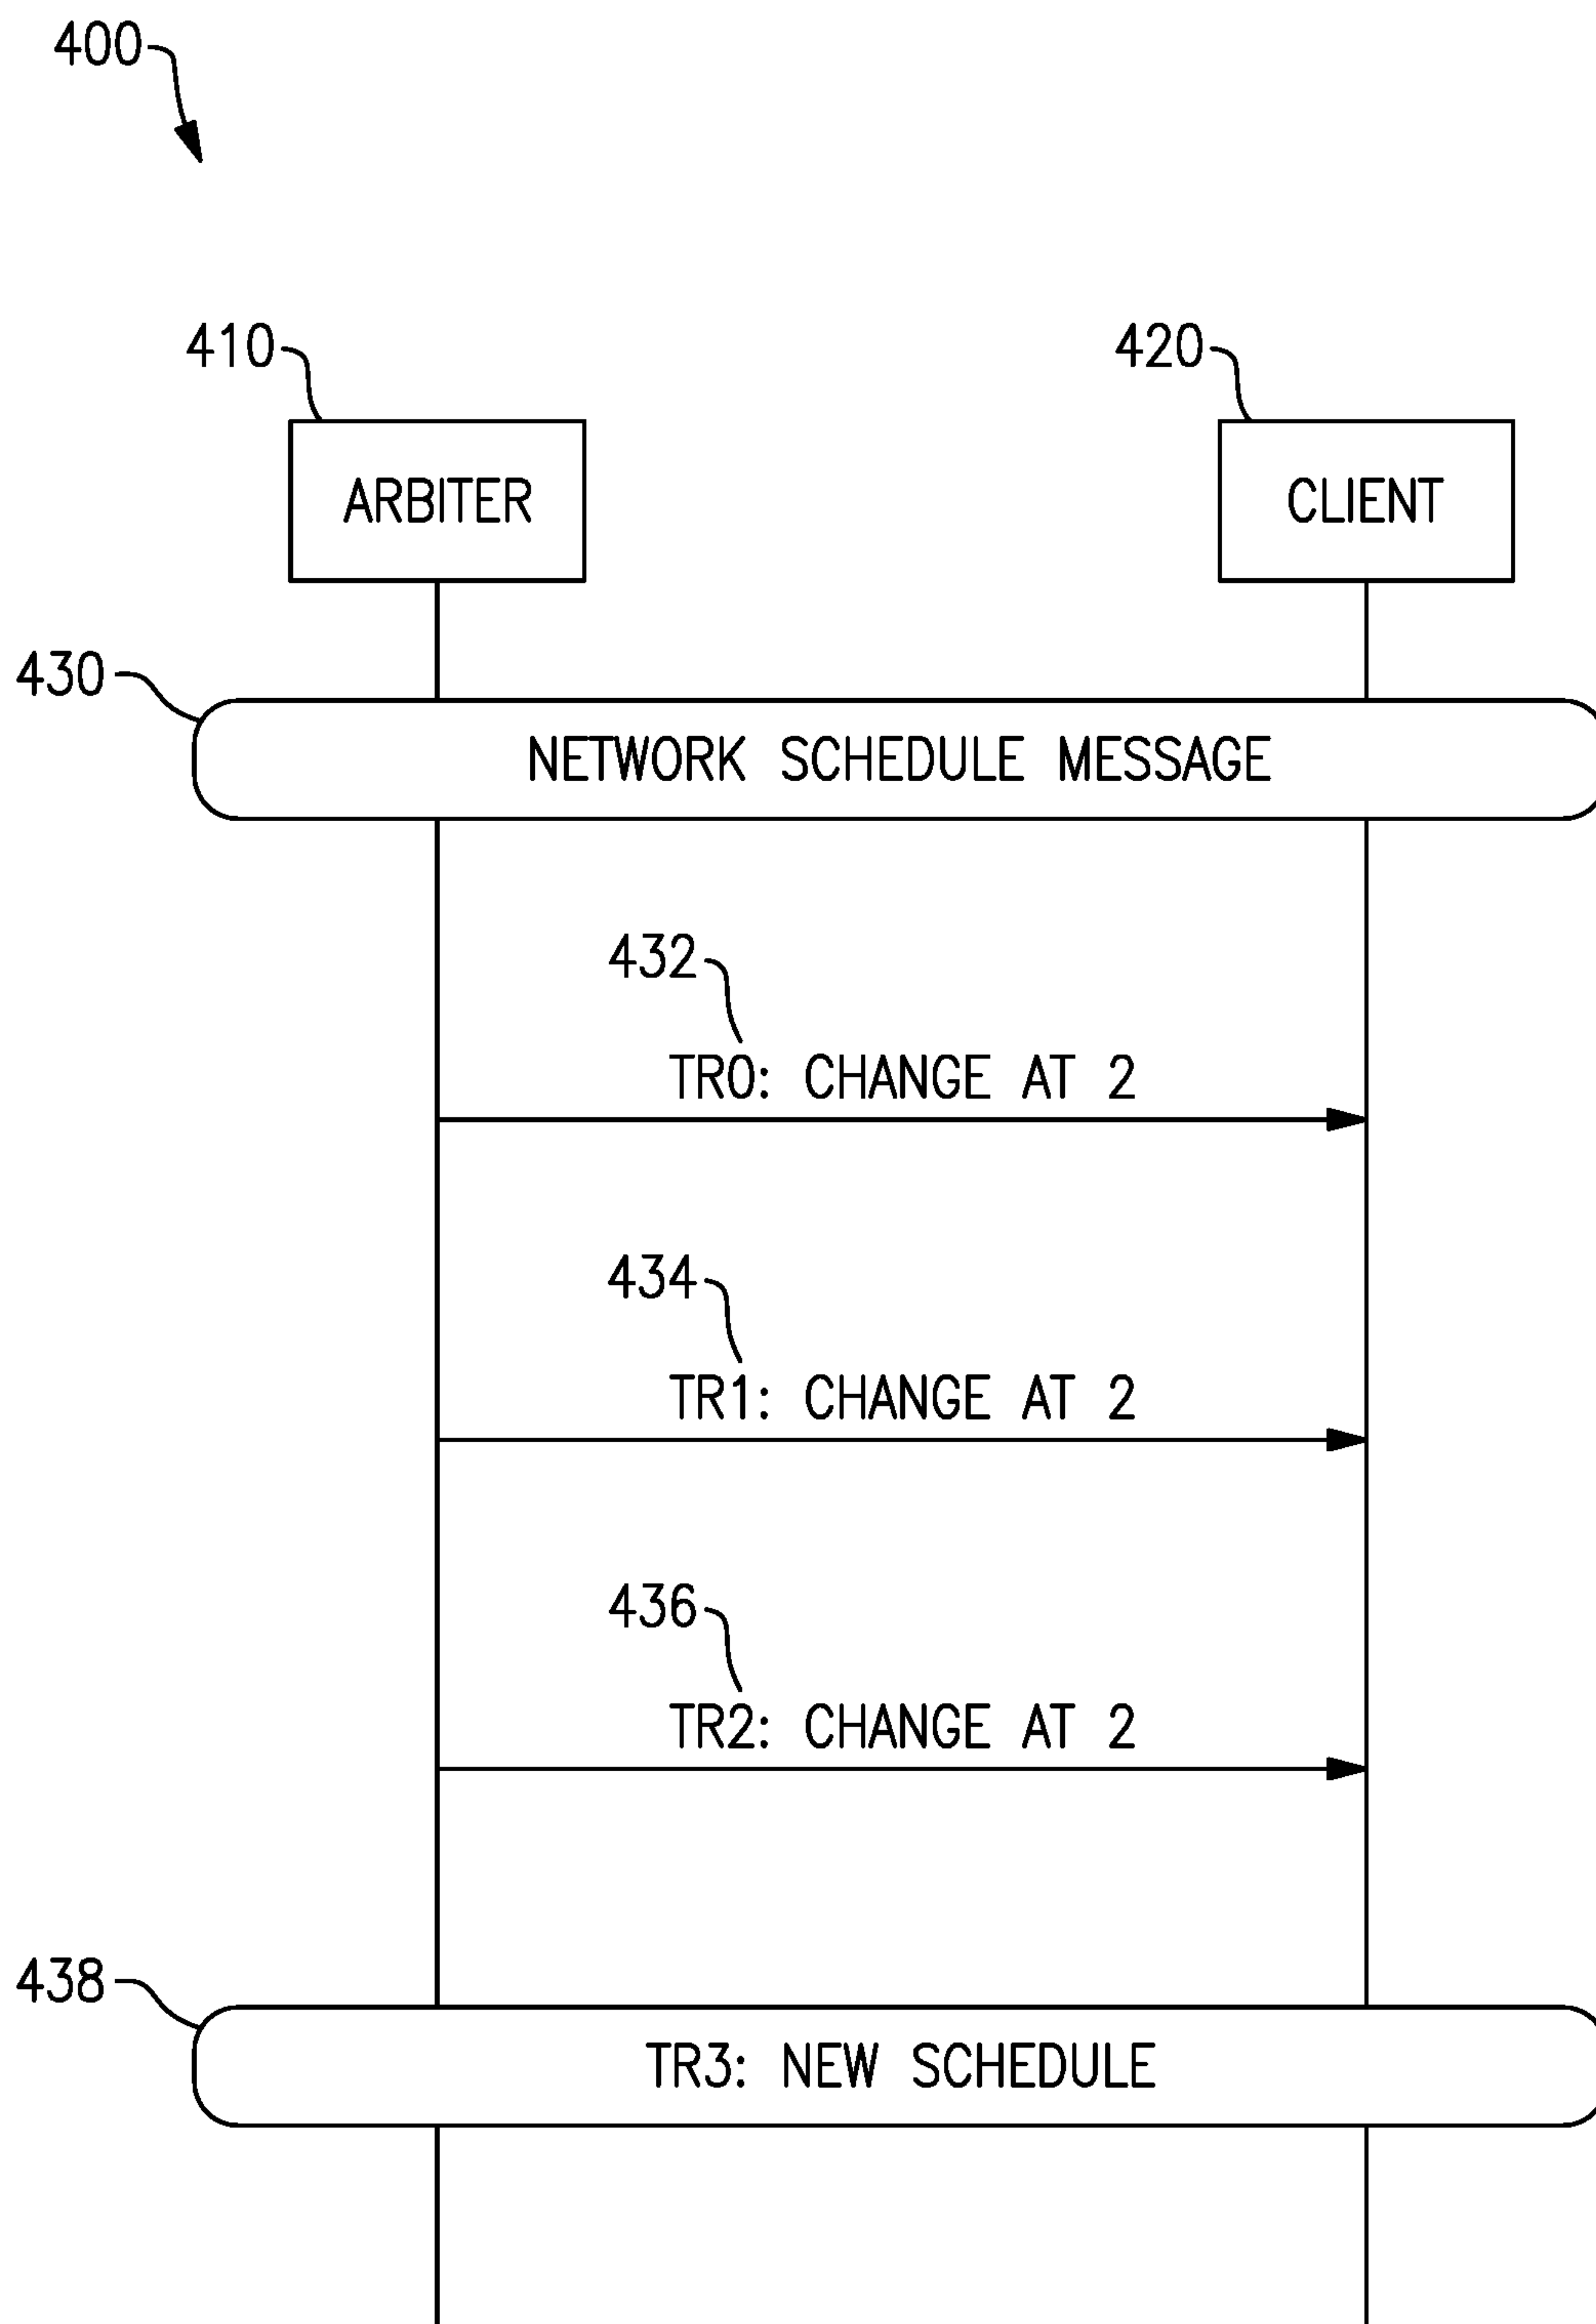 400
410
420
ARBITER
CLIENT
430
NETWORK SCHEDULE MESSAGE
432
TR0: CHANGE AT 2
434
TR1: CHANGE AT 2
436
TR2: CHANGE AT 2
438
TR3: NEW SCHEDULE